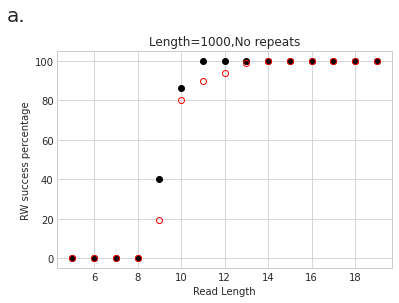 a.
Length=1000,No repeats
100
80
60
40
20
0
RW success percentage
6 8 10 12 14 16 18
Read Length